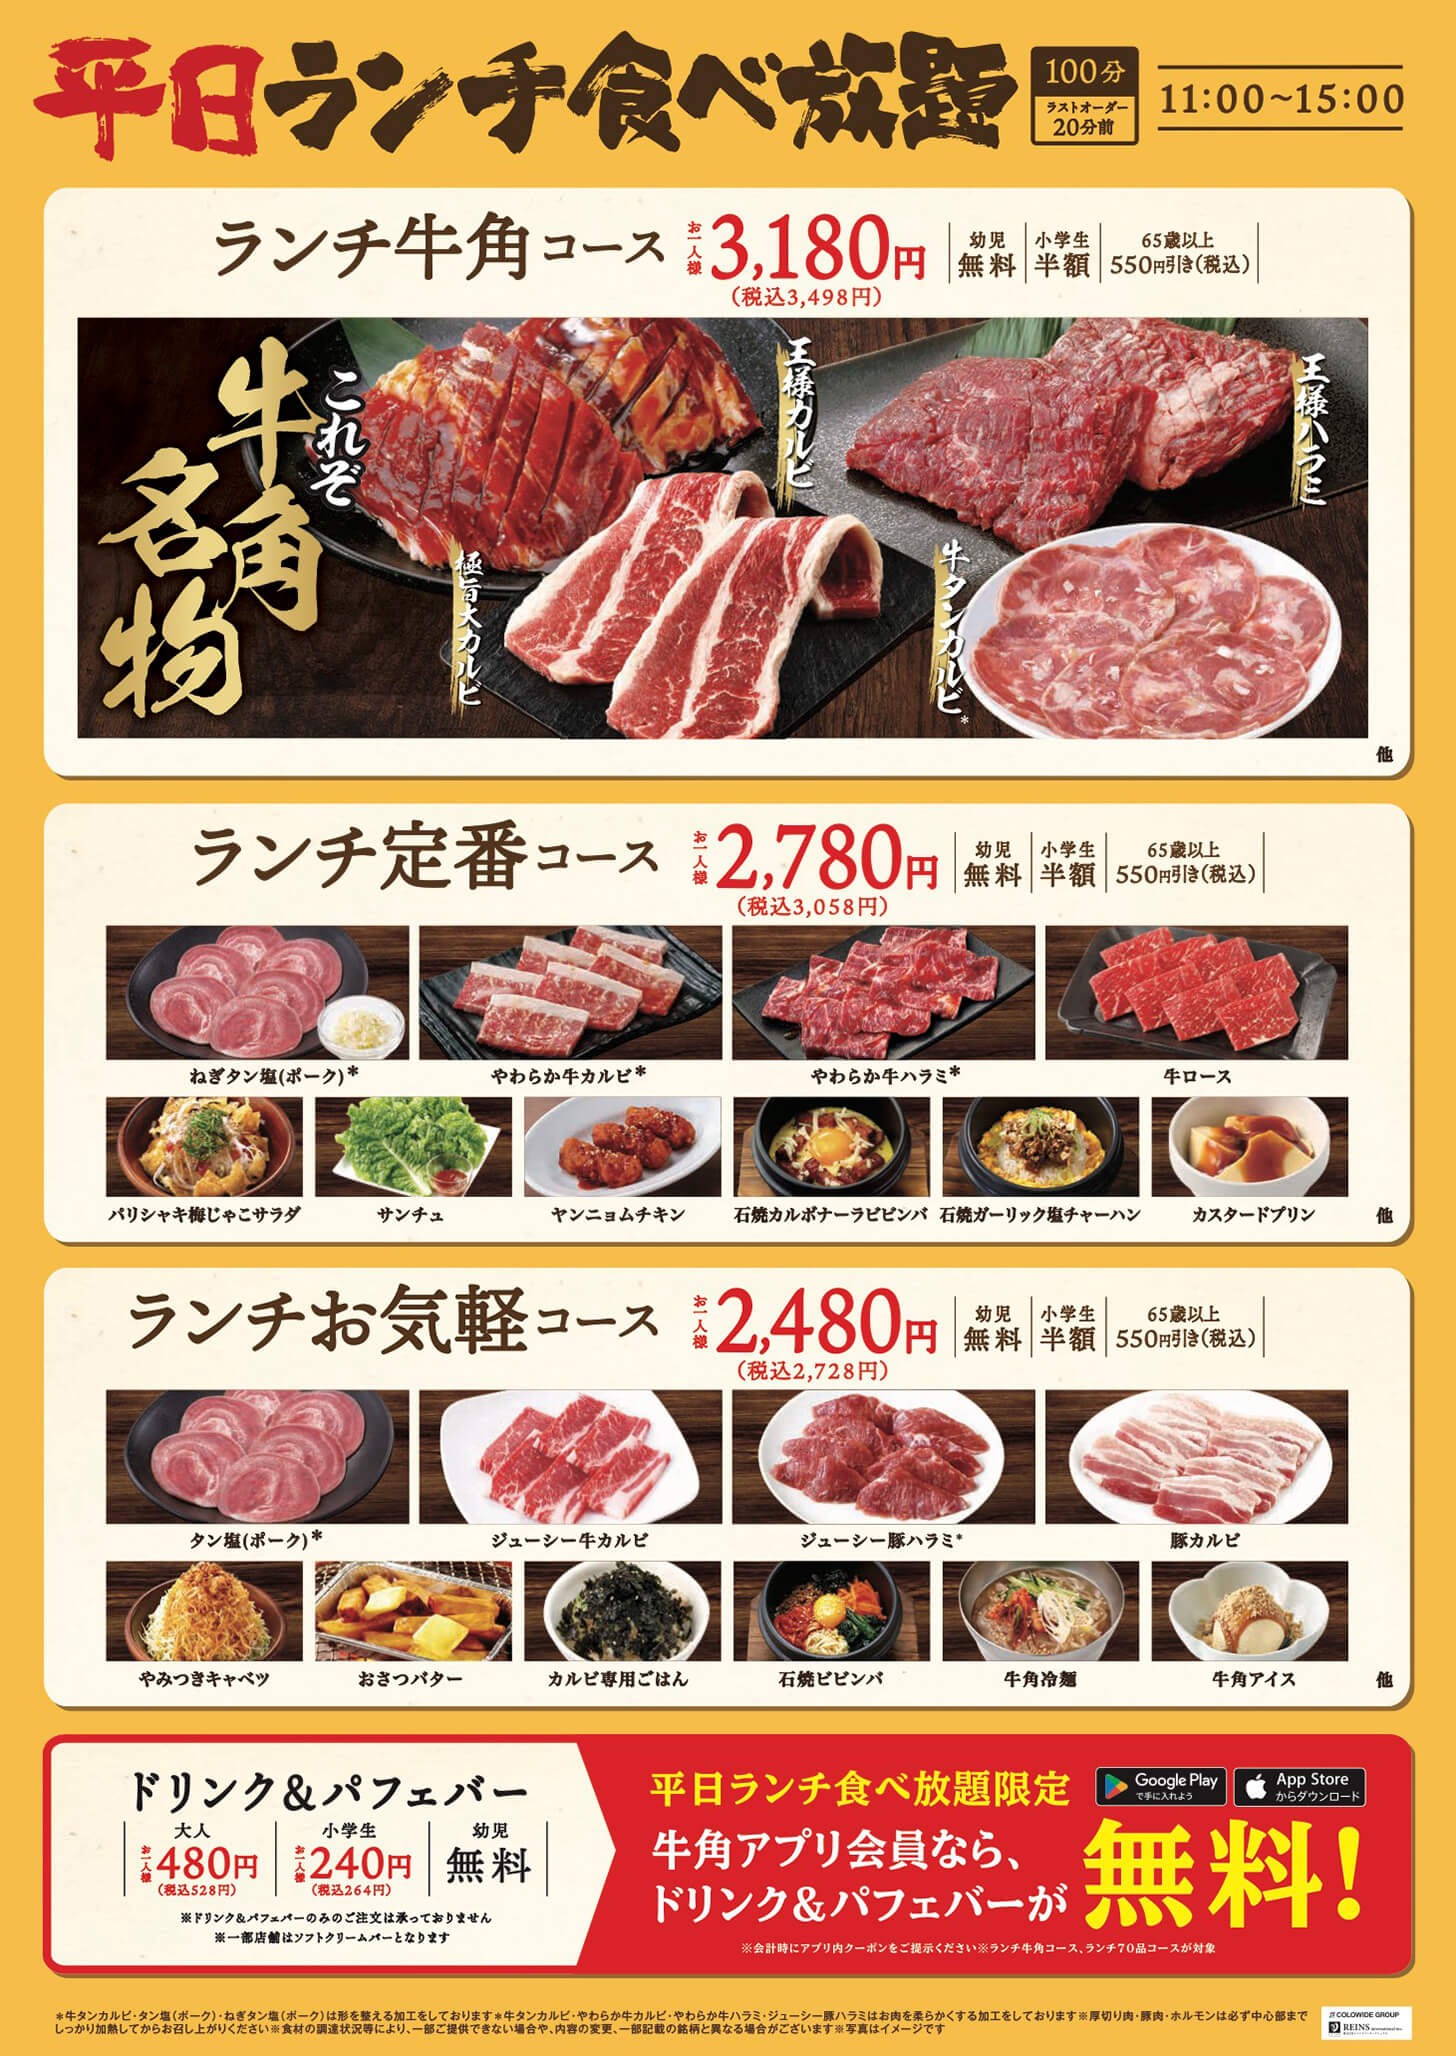 平日ランチ食べ放題
100分
ラストオーダー
20分前
11:00~15:00
ランチ牛角コース
お一人様
3,180円
(税込3,498円)
幼児
無料
小学生
半額
65歳以上
550円引き(税込)
これぞ
牛角
名物
王様カルビ
王様ハラミ
極旨大カルビ
牛タンカルビ*
他
ランチ定番コース
お一人様
2,780円
(税込3,058円)
幼児
無料
小学生
半額
65歳以上
550円引き(税込)
ねぎタン塩(ポーク)*
やわらか牛カルビ*
やわらか牛ハラミ*
牛ロース
パリシャキ梅じゃこサラダ
サンチュ
ヤンニョムチキン
石焼カルボナーラビビンバ
石焼ガーリック塩チャーハン
カスタードプリン
他
ランチお気軽コース
お一人様
2,480円
(税込2,728円)
幼児
無料
小学生
半額
65歳以上
550円引き(税込)
タン塩(ポーク)*
ジューシー牛カルビ
ジューシー豚ハラミ*
豚カルビ
やみつきキャベツ
おさつバター
カルビ専用ごはん
石焼ビビンバ
牛角冷麺
牛角アイス
他
ドリンク&パフェバー
大人
お一人様
480円
(税込528円)
小学生
お一人様
240円
(税込264円)
幼児
無料
※ドリンク&パフェバーのみのご注文は承っておりません
※一部店舗はソフトクリームバーとなります
平日ランチ食べ放題限定
Google Play
で手に入れよう
App Store
からダウンロード
牛角アプリ会員なら、
ドリンク&パフェバーが
無料!
※会計時にアプリ内クーポンをご提示ください※ランチ牛角コース、ランチ70品コースが対象
*牛タンカルビ・タン塩(ポーク)・ねぎタン塩(ポーク)は形を整える加工をしております*牛タンカルビ・やわらか牛カルビ・やわらか牛ハラミ・ジューシー豚ハラミはお肉を柔らかくする加工をしております※厚切り肉・豚肉・ホルモンは必ず中心部まで
しっかり加熱してからお召し上がりください※食材の調達状況等により、一部ご提供できない場合や、内容の変更、一部記載の銘柄と異なる場合がございます※写真はイメージです
COLOWIDE GROUP
REINS international inc.